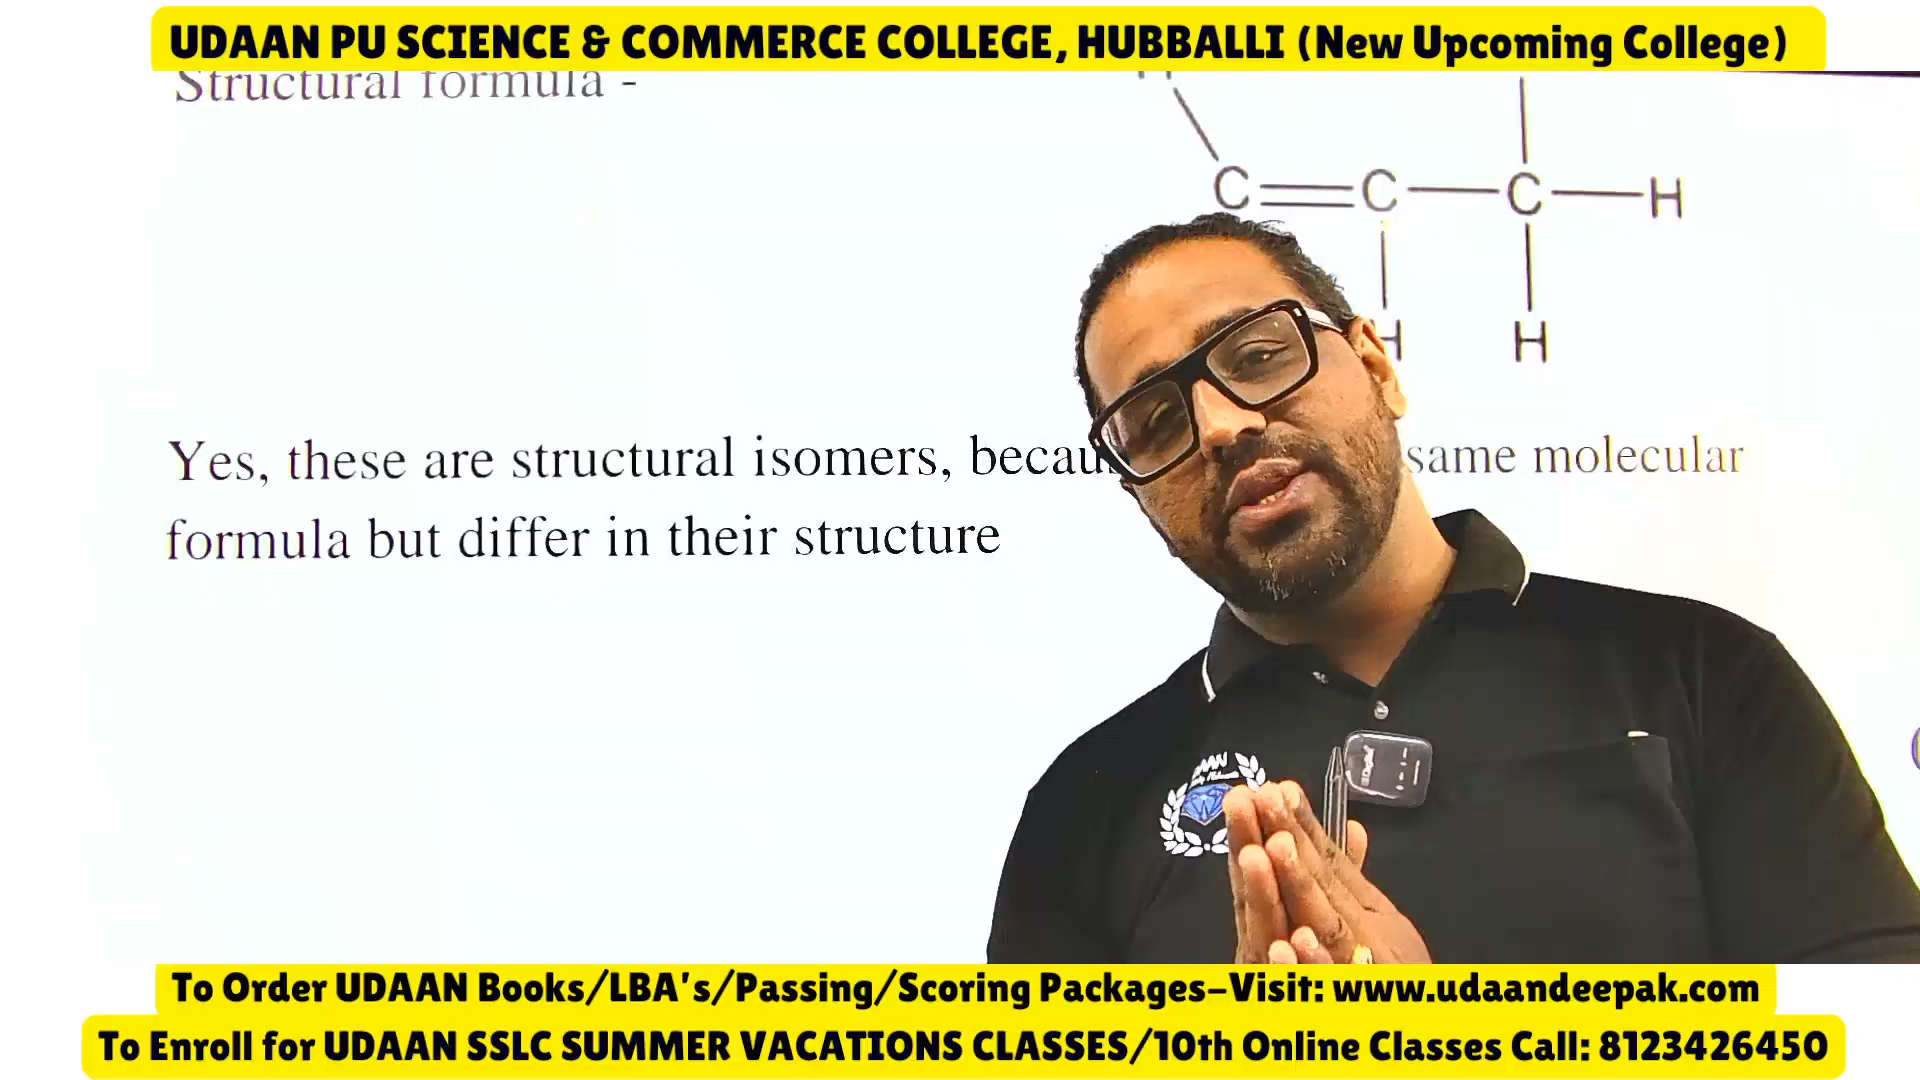 UDAAN PU SCIENCE & COMMERCE COLLEGE, HUBBALLI (New Upcoming College)
Structural formula -
C C C H
H H
Yes, these are structural isomers, same molecular
formula but differ in their structure
To Order UDAAN Books/LBA's/Passing/Scoring Packages-Visit: www.udaandeepak.com
To Enroll for UDAAN SSLC SUMMER VACATIONS CLASSES/10th Online Classes Call: 8123426450